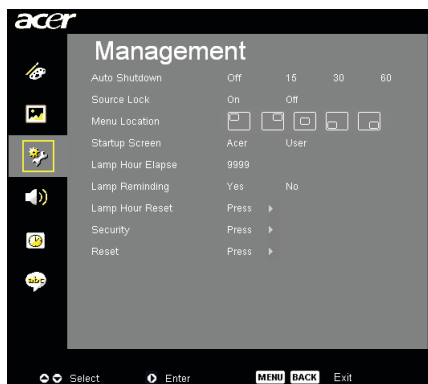 acer
Management
Auto Shutdown Off 15 30 60
Source Lock On Off
Menu Location
Startup Screen Acer User
Lamp Hour Elapse 9999
Lamp Reminding Yes No
Lamp Hour Reset Press
Security Press
Reset Press
abc
Select Enter MENU BACK Exit